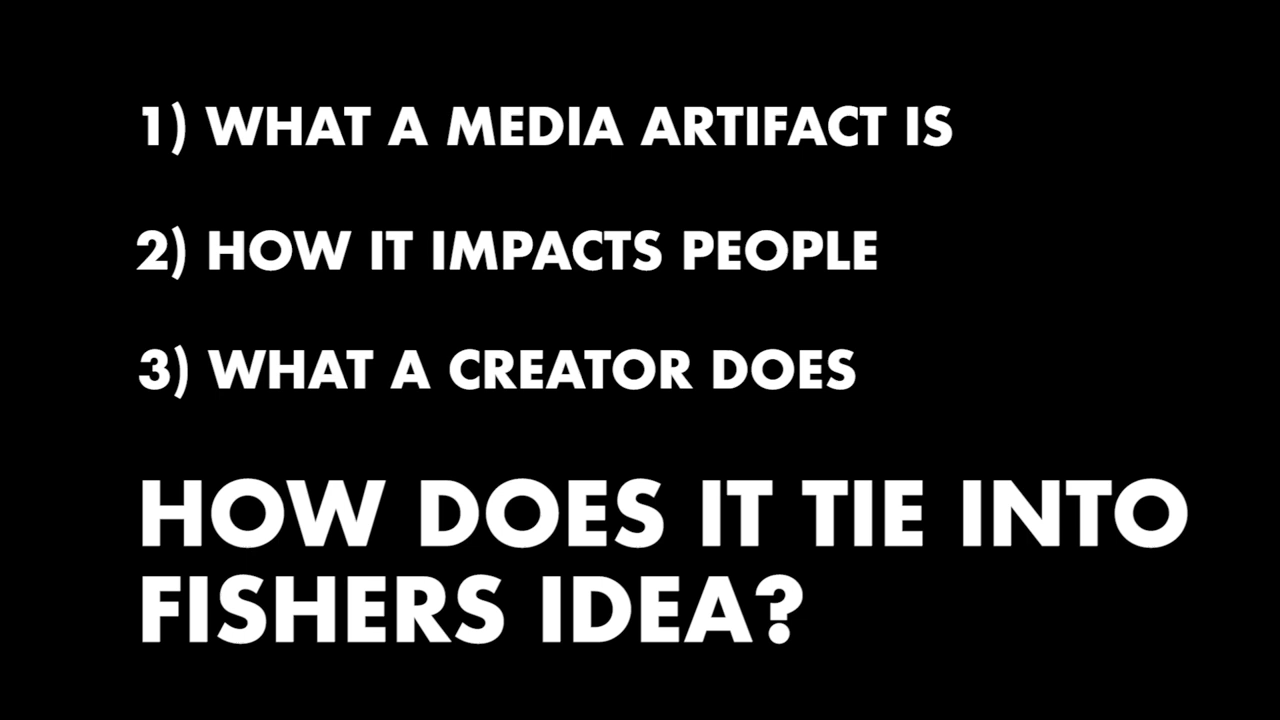 1) WHAT A MEDIA ARTIFACT IS
2) HOW IT IMPACTS PEOPLE
3) WHAT A CREATOR DOES
HOW DOES IT TIE INTO
FISHERS IDEA?